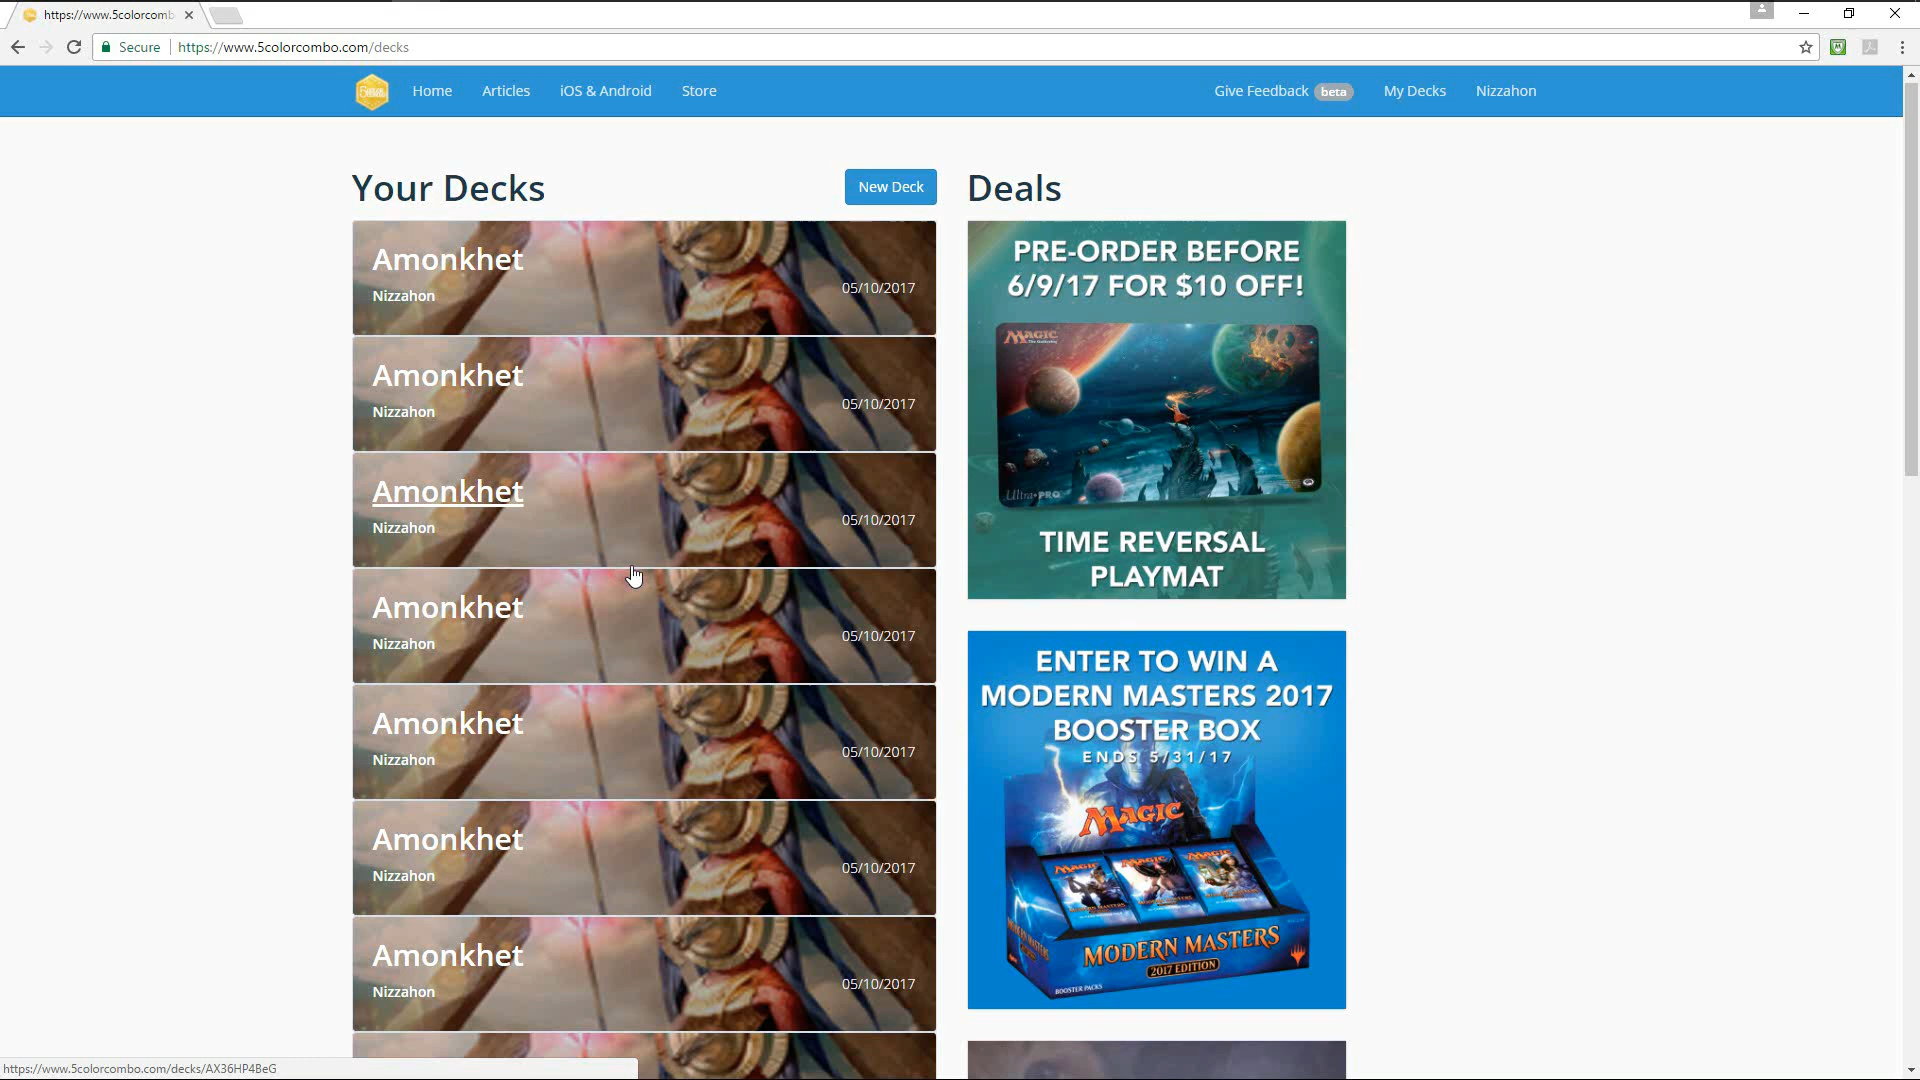 https://www.5colorcomb
Secure
https://www.5colorcombo.com/decks
Home
Articles
iOS & Android
Store
Give Feedback
beta
My Decks
Nizzahon
Your Decks
New Deck
Deals
Amonkhet
Nizzahon
05/10/2017
Amonkhet
Nizzahon
05/10/2017
Amonkhet
Nizzahon
05/10/2017
Amonkhet
Nizzahon
05/10/2017
Amonkhet
Nizzahon
05/10/2017
Amonkhet
Nizzahon
05/10/2017
Amonkhet
Nizzahon
05/10/2017
PRE-ORDER BEFORE
6/9/17 FOR $10 OFF!
MAGIC
Ultra•PRO
TIME REVERSAL
PLAYMAT
ENTER TO WIN A
MODERN MASTERS 2017
BOOSTER BOX
ENDS 5/31/17
MAGIC
MAGIC
MAGIC
MAGIC
MODERN MASTERS
2017 EDITION
BOOSTER PACKS
https://www.5colorcombo.com/decks/AX36HP4BeG